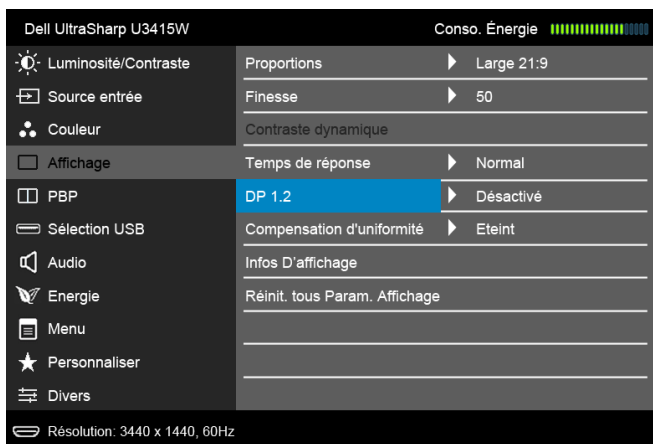 Dell UltraSharp U3415W Conso. Énergie
Luminosité/Contraste Proportions Large 21:9
Source entrée Finesse 50
Couleur Contraste dynamique
Affichage Temps de réponse Normal
PBP DP 1.2 Désactivé
Sélection USB Compensation d'uniformité Eteint
Audio Infos D'affichage
Energie Réinit. tous Param. Affichage
Menu
Personnaliser
Divers
Résolution: 3440 x 1440, 60Hz